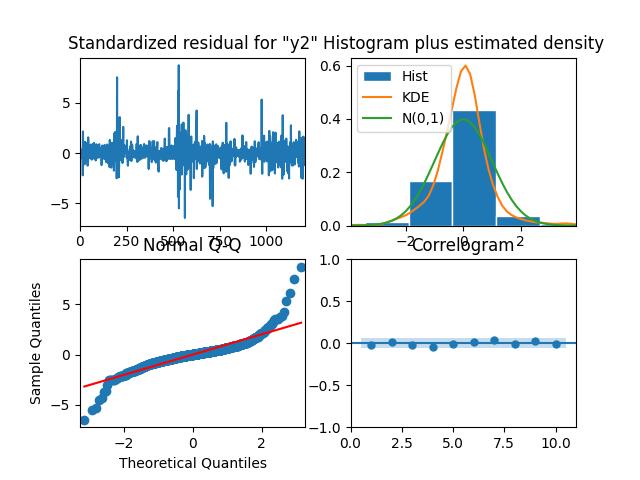 Standardized residual for "y2"
5
0
−5
0 250 500 750 1000
Histogram plus estimated density
Hist
KDE
N(0,1)
0.6
0.4
0.2
0.0
−2 0 2
Normal Q-Q
Sample Quantiles
5
0
−5
−2 0 2
Theoretical Quantiles
Correlogram
1.0
0.5
0.0
−0.5
−1.0
0.0 2.5 5.0 7.5 10.0